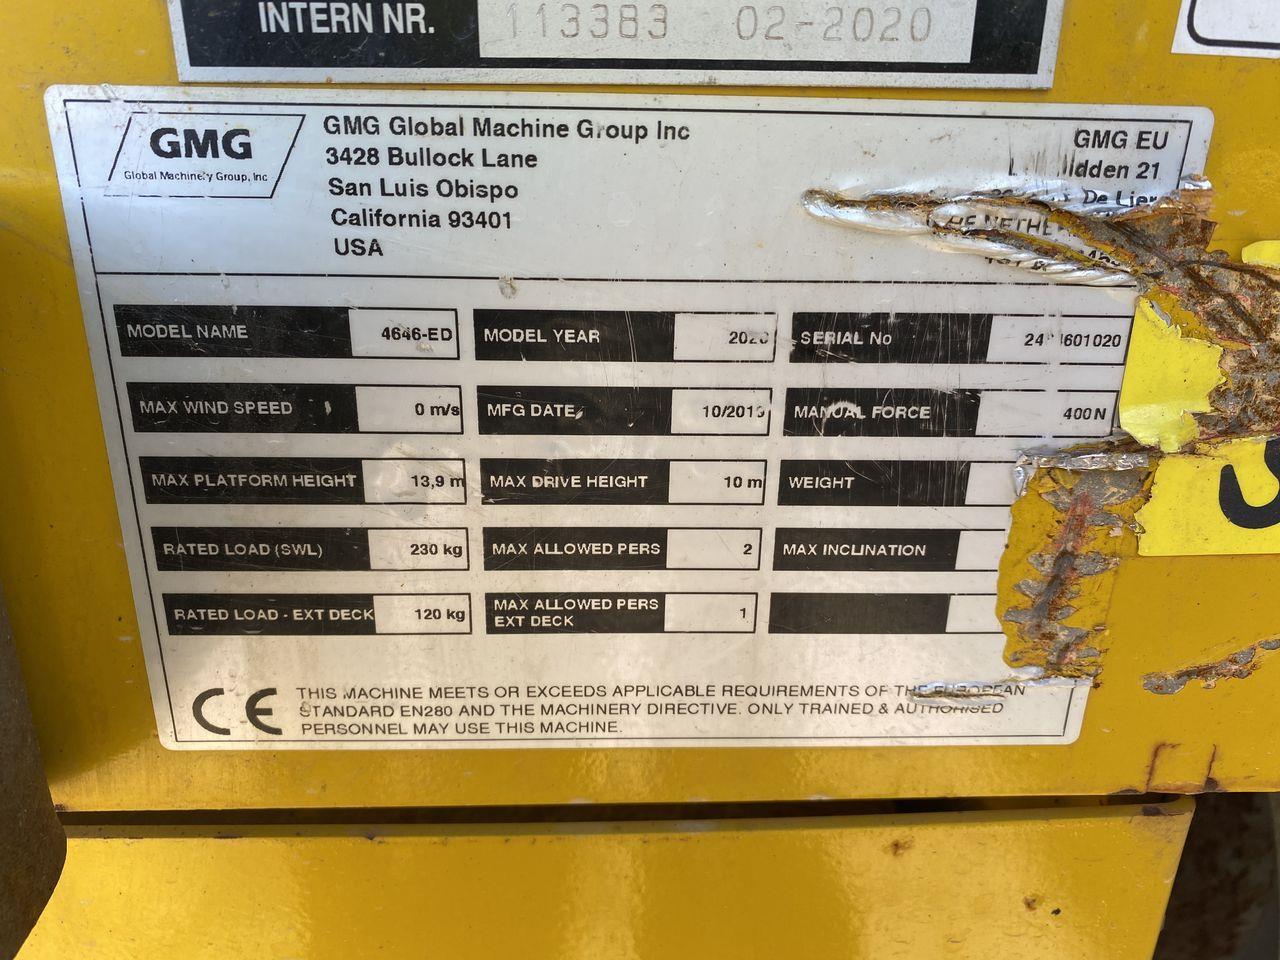 INTERN NR. 113383 02-2020
GMG
Global Machinery Group, Inc
GMG Global Machine Group Inc
3428 Bullock Lane
San Luis Obispo
California 93401
USA
GMG EU
21
De Lier
MODEL NAME 4646-ED
MODEL YEAR
SERIAL No
MAX WIND SPEED 0 m/s
MFG DATE 10/2019
MANUAL FORCE 400N
MAX PLATFORM HEIGHT 13,9 m
MAX DRIVE HEIGHT 10 m
WEIGHT
RATED LOAD (SWL) 230 kg
MAX ALLOWED PERS 2
MAX INCLINATION
RATED LOAD - EXT DECK 120 kg
MAX ALLOWED PERS
EXT DECK 1
CE THIS MACHINE MEETS OR EXCEEDS APPLICABLE REQUIREMENTS OF THE EUROPEAN
STANDARD EN280 AND THE MACHINERY DIRECTIVE. ONLY TRAINED & AUTHORISED
PERSONNEL MAY USE THIS MACHINE.